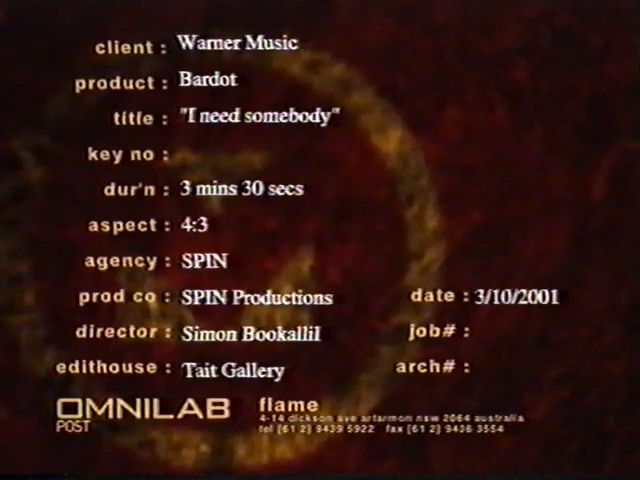 client : Warner Music
product : Bardot
title : "I need somebody"
key no :
dur'n : 3 mins 30 secs
aspect : 4:3
agency : SPIN
prod co : SPIN Productions date : 3/10/2001
director : Simon Bookallil job# :
edithouse : Tait Gallery arch# :
OMNILAB flame
4-14 dickson ave artarmon nsw 2064 australia
POST tel [61 2] 9439 5922 fax [61 2] 9436 3554